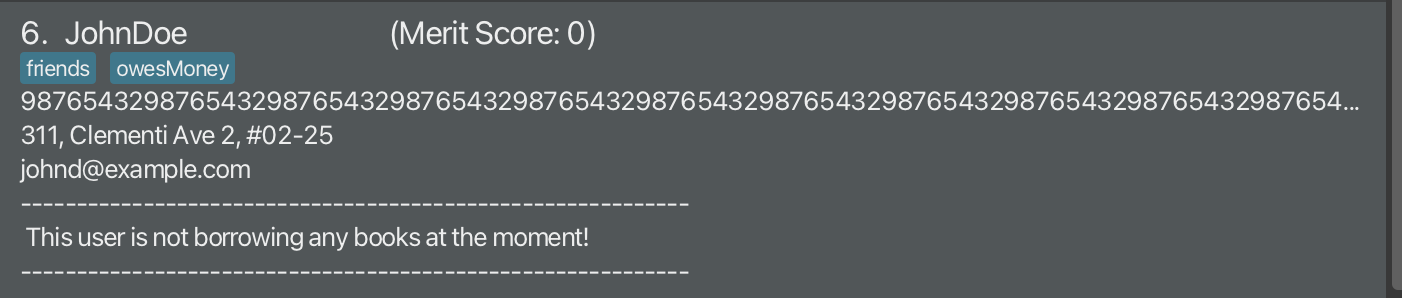 6. JohnDoe (Merit Score: 0)
friends owesMoney
98765432987654329876543298765432987654329876543298765432987654329876543298765432987654...
311, Clementi Ave 2, #02-25
johnd@example.com
------------------------------------------------------------
This user is not borrowing any books at the moment!
------------------------------------------------------------